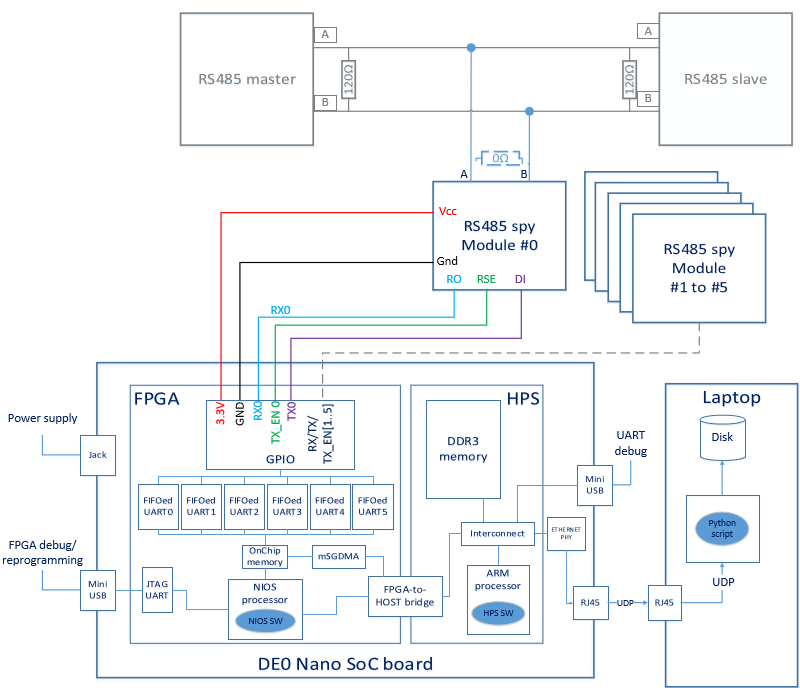 A
A
RS485 master
120Ω
120Ω
RS485 slave
B
B
0Ω
A
B
Vcc
RS485 spy
Module #0
Gnd
RO
RSE
DI
RS485 spy
Module
#1 to #5
RX0
FPGA
HPS
Laptop
3.3V
GND
RX0
TX_EN 0
TX0
RX/TX/
TX_EN[1..5]
GPIO
DDR3
memory
Disk
Power supply
Jack
UART
debug
Mini
USB
FIFOed
UART0
FIFOed
UART1
FIFOed
UART2
FIFOed
UART3
FIFOed
UART4
FIFOed
UART5
Python
script
Interconnect
ETHERNET
PHY
FPGA debug/
reprogramming
OnChip
memory
mSGDMA
Mini
USB
JTAG
UART
NIOS
processor
NIOS SW
FPGA-to-
HOST bridge
ARM
processor
HPS SW
UDP
RJ45
UDP
RJ45
DE0 Nano SoC board